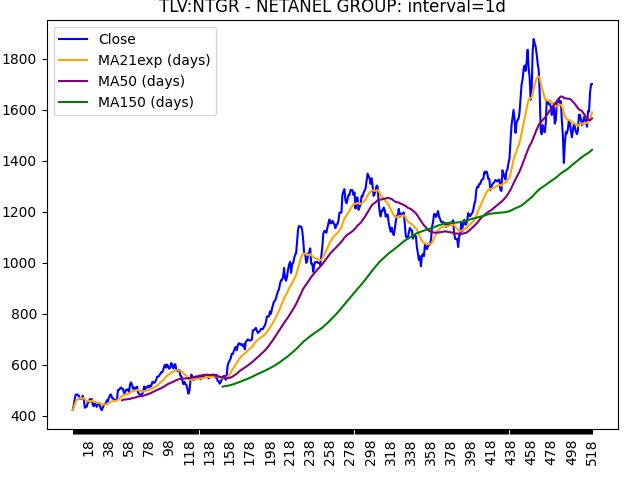 TLV:NTGR - NETANEL GROUP: interval=1d
Close
MA21exp (days)
MA50 (days)
MA150 (days)
1800
1600
1400
1200
1000
800
600
400
18 38 58 78 98 118 138 158 178 198 218 238 258 278 298 318 338 358 378 398 418 438 458 478 498 518